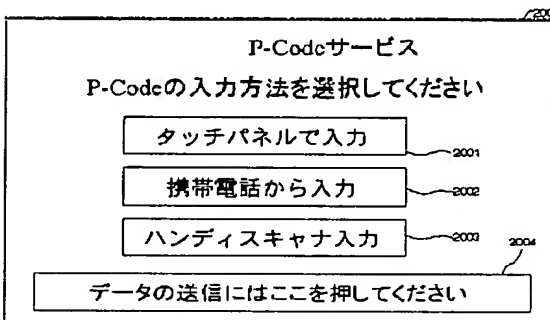 P-Codeサービス
P-Codeの入力方法を選択してください
タッチパネルで入力
2001
携帯電話から入力
2002
ハンディスキャナ入力
2003
2004
データの送信にはここを押してください